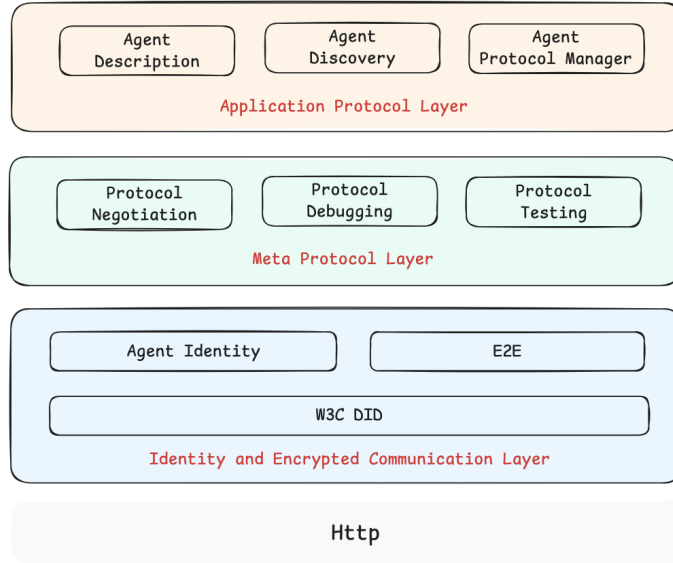 Agent
Description
Agent
Discovery
Agent
Protocol Manager
Application Protocol Layer
Protocol
Negotiation
Protocol
Debugging
Protocol
Testing
Meta Protocol Layer
Agent Identity
E2E
W3C DID
Identity and Encrypted Communication Layer
Http